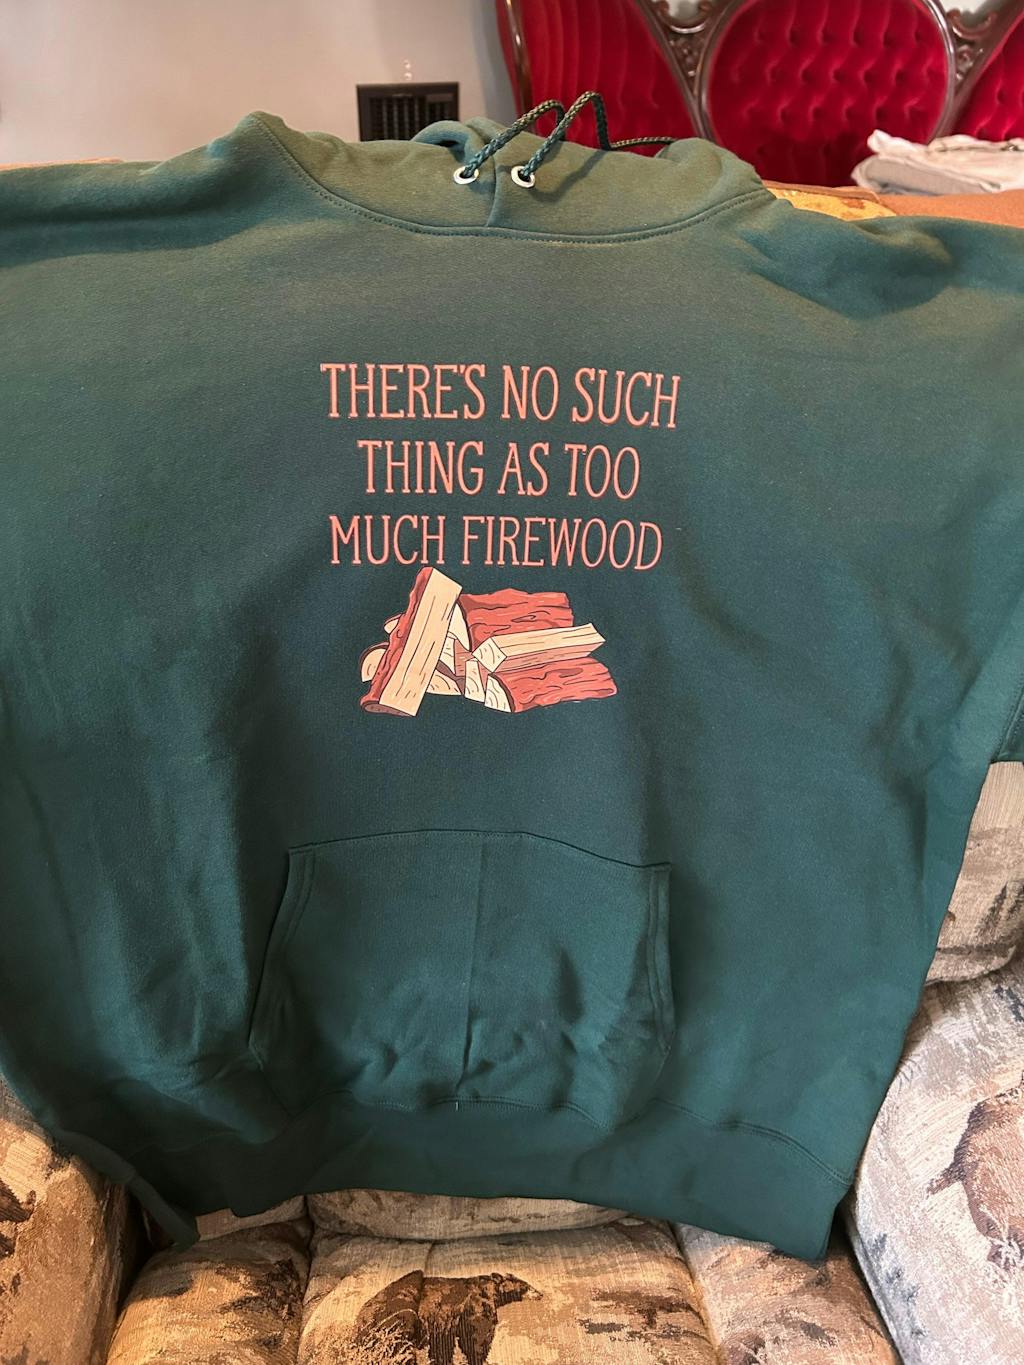 THERE'S NO SUCH
THING AS TOO
MUCH FIREWOOD